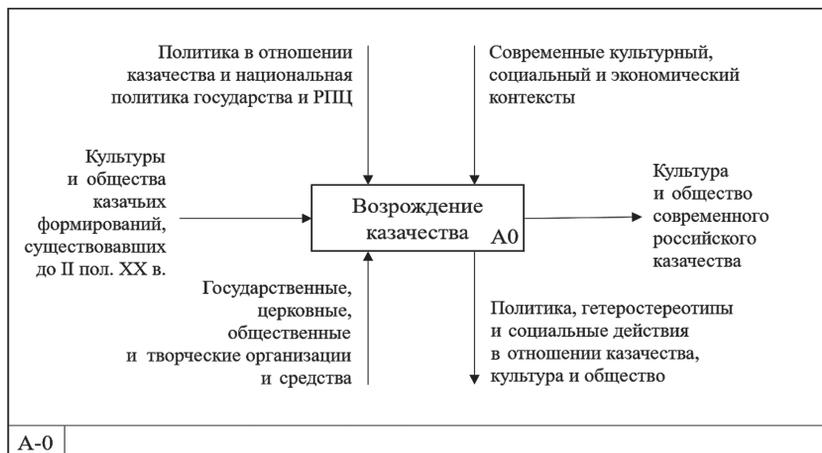 Политика в отношении
казачества и национальная
политика государства и РПЦ
Современные культурный,
социальный и экономический
контексты
Культуры
и общества
казачьих
формирований,
существовавших
до II пол. XX в.
Возрождение
казачества
A0
Культура
и общество
современного
российского
казачества
Государственные,
церковные,
общественные
и творческие организации
и средства
Политика, гетеростереотипы
и социальные действия
в отношении казачества,
культура и общество
A-0